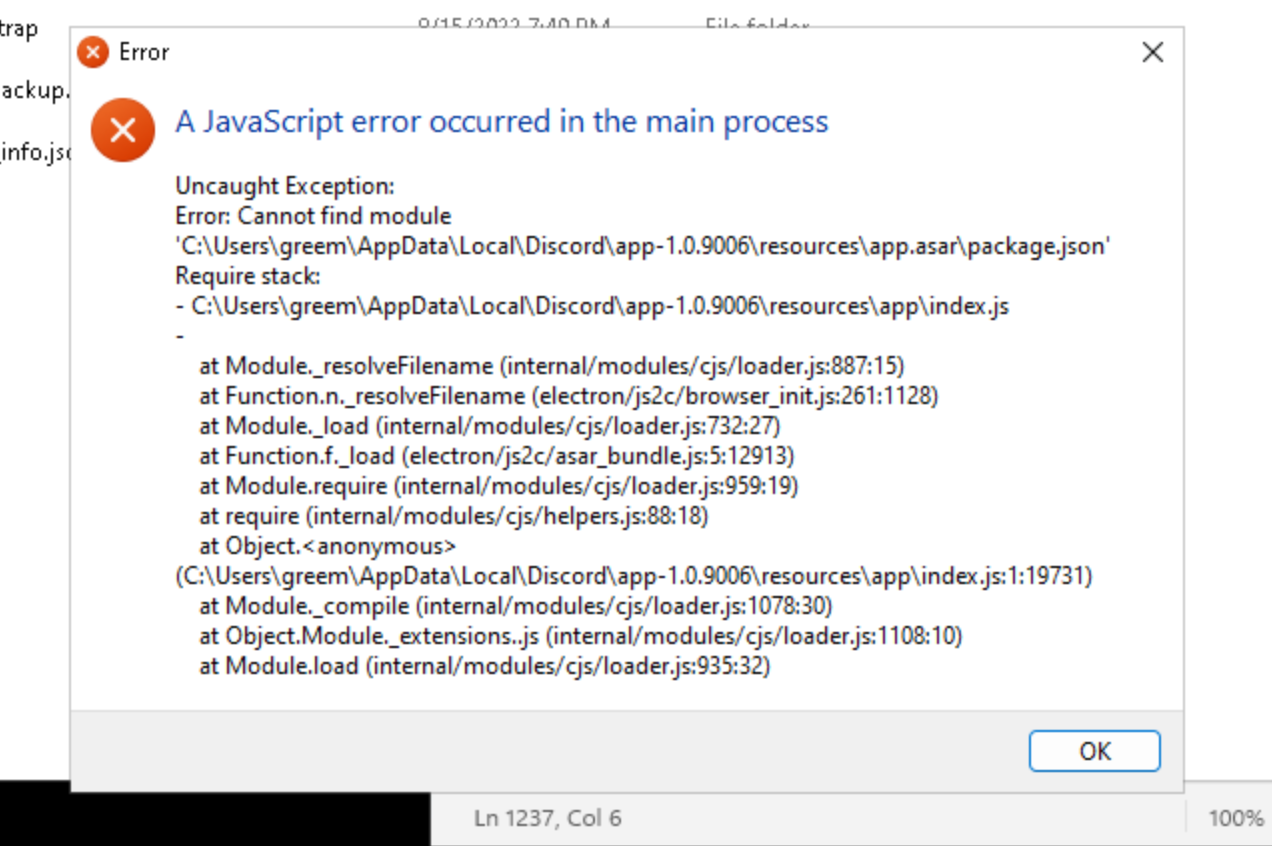 trap 8/15/2022 7:40 PM File folder
Error
ackup.
A JavaScript error occurred in the main process
info.jso
Uncaught Exception:
Error: Cannot find module
'C:\Users\greem\AppData\Local\Discord\app-1.0.9006\resources\app.asar\package.json'
Require stack:
- C:\Users\greem\AppData\Local\Discord\app-1.0.9006\resources\app\index.js
-
at Module._resolveFilename (internal/modules/cjs/loader.js:887:15)
at Function.n._resolveFilename (electron/js2c/browser_init.js:261:1128)
at Module._load (internal/modules/cjs/loader.js:732:27)
at Function.f._load (electron/js2c/asar_bundle.js:5:12913)
at Module.require (internal/modules/cjs/loader.js:959:19)
at require (internal/modules/cjs/helpers.js:88:18)
at Object.<anonymous>
(C:\Users\greem\AppData\Local\Discord\app-1.0.9006\resources\app\index.js:1:19731)
at Module._compile (internal/modules/cjs/loader.js:1078:30)
at Object.Module._extensions..js (internal/modules/cjs/loader.js:1108:10)
at Module.load (internal/modules/cjs/loader.js:935:32)
OK
Ln 1237, Col 6 100%